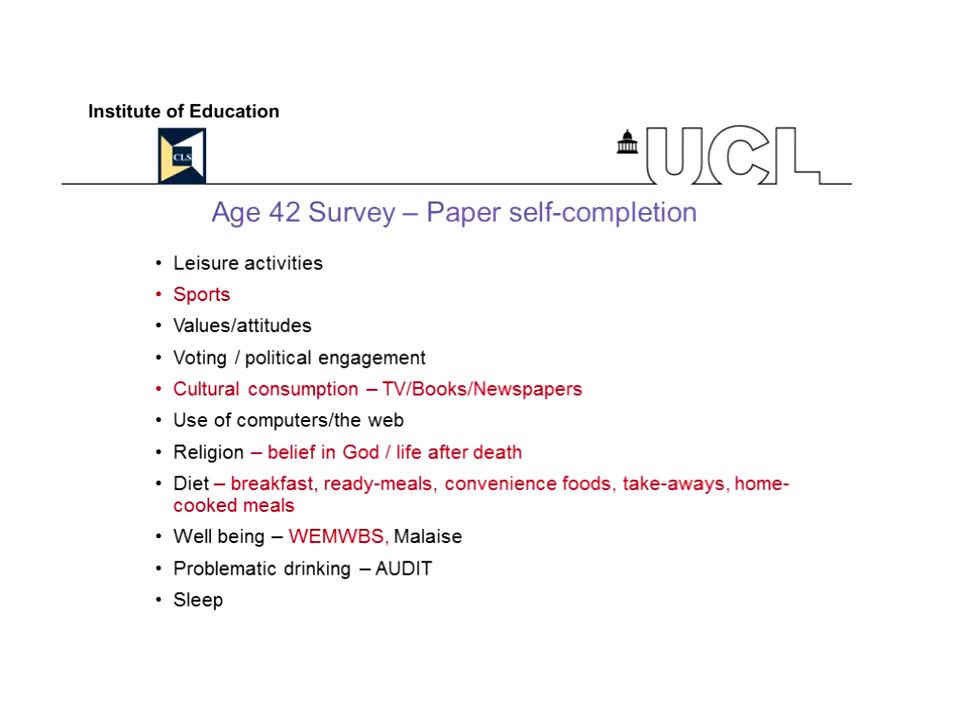 Institute of Education
CLS
UCL
Age 42 Survey – Paper self-completion
• Leisure activities
• Sports
• Values/attitudes
• Voting / political engagement
• Cultural consumption – TV/Books/Newspapers
• Use of computers/the web
• Religion – belief in God / life after death
• Diet – breakfast, ready-meals, convenience foods, take-aways, home-
cooked meals
• Well being – WEMWBS, Malaise
• Problematic drinking – AUDIT
• Sleep